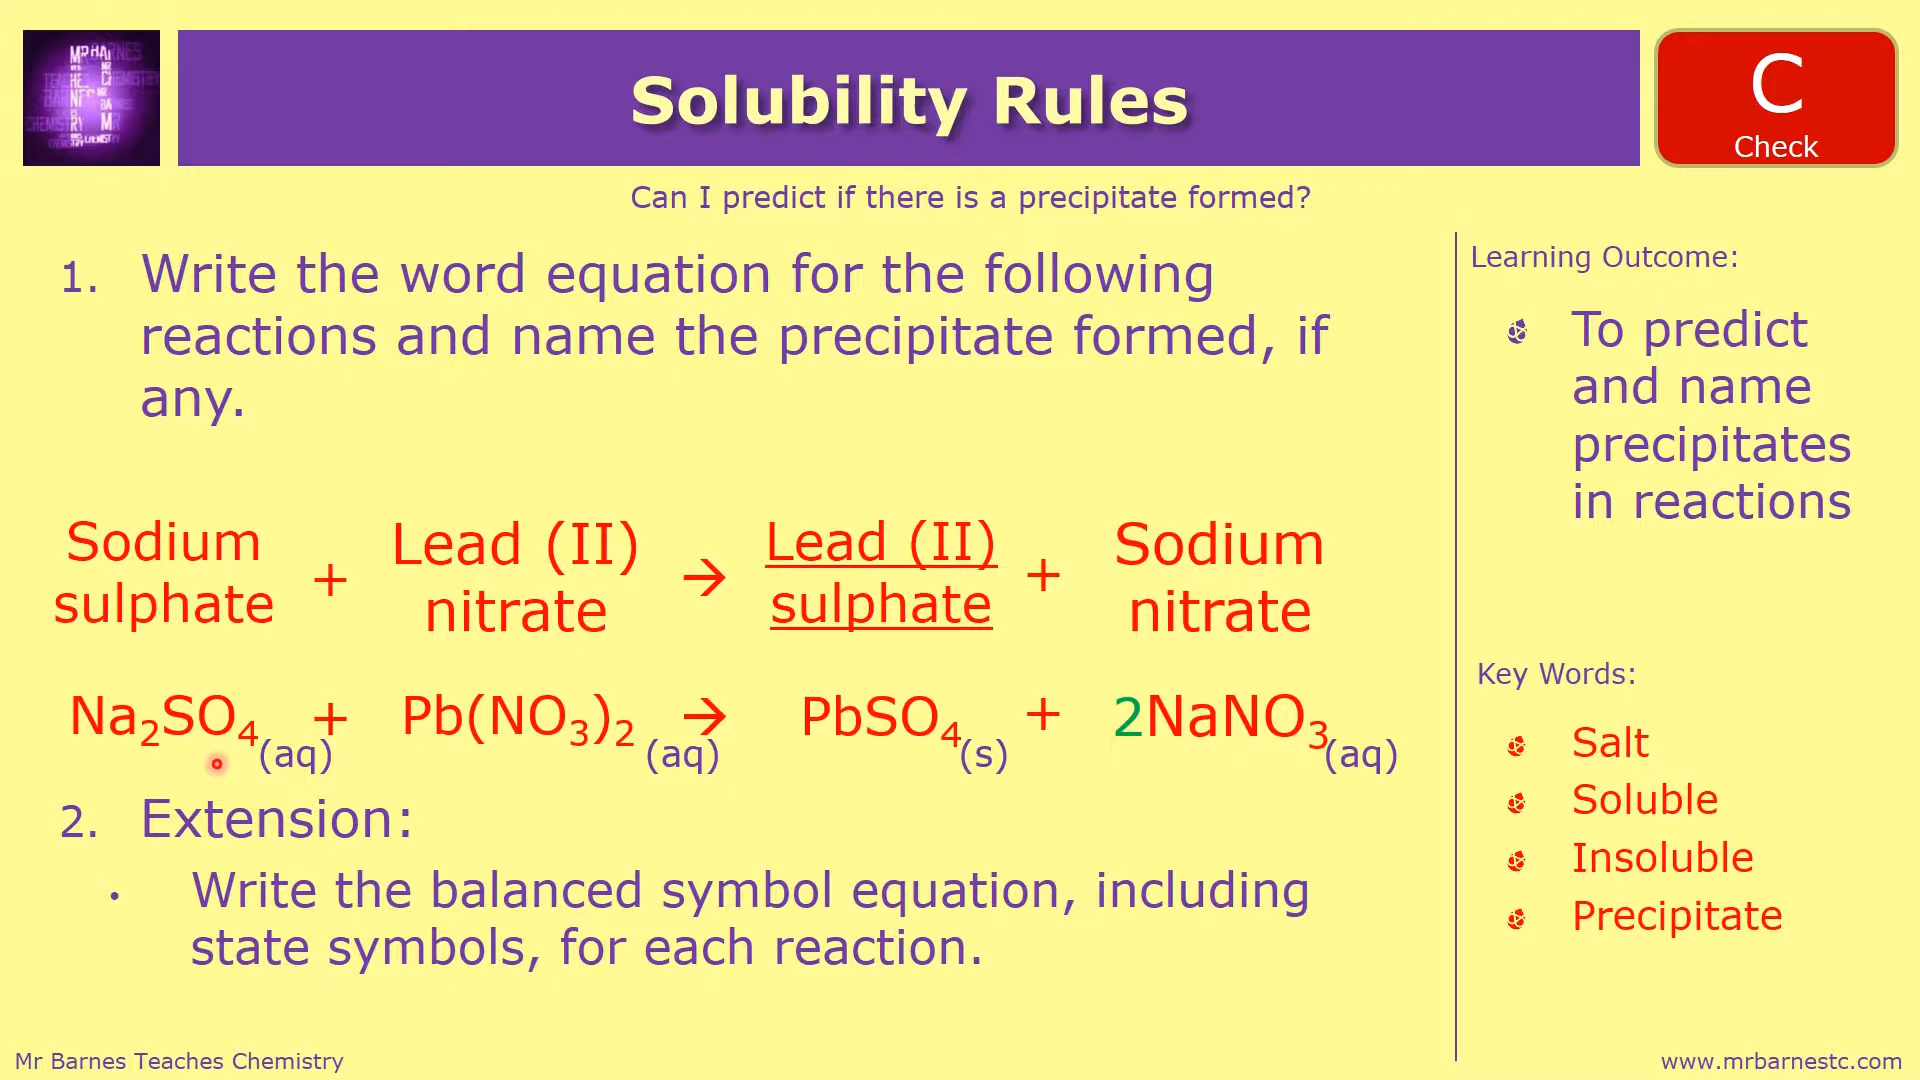 Solubility Rules
C
Check
Can I predict if there is a precipitate formed?
1. Write the word equation for the following
reactions and name the precipitate formed, if
any.
Sodium sulphate + Lead (II) nitrate → Lead (II) sulphate + Sodium nitrate
Na₂SO₄(aq) + Pb(NO₃)₂(aq) → PbSO₄(s) + 2NaNO₃(aq)
2. Extension:
• Write the balanced symbol equation, including
state symbols, for each reaction.
Learning Outcome:
To predict
and name
precipitates
in reactions
Key Words:
Salt
Soluble
Insoluble
Precipitate
Mr Barnes Teaches Chemistry
www.mrbarnestc.com